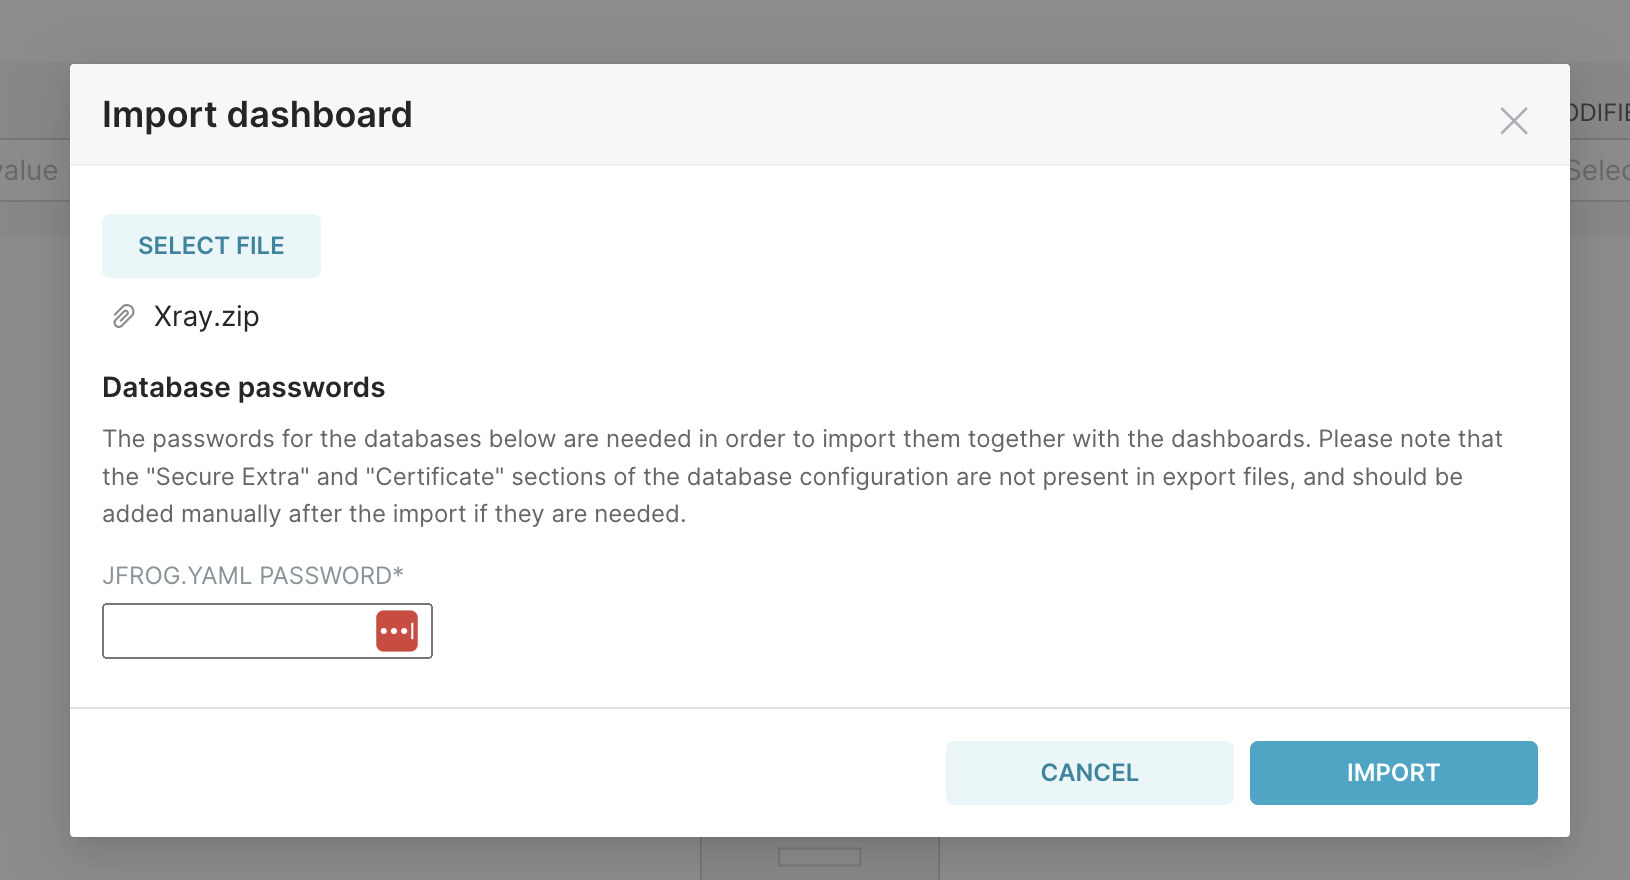 Import dashboard
SELECT FILE
Xray.zip
Database passwords
The passwords for the databases below are needed in order to import them together with the dashboards. Please note that
the "Secure Extra" and "Certificate" sections of the database configuration are not present in export files, and should be
added manually after the import if they are needed.
JFROG.YAML PASSWORD*
CANCEL
IMPORT